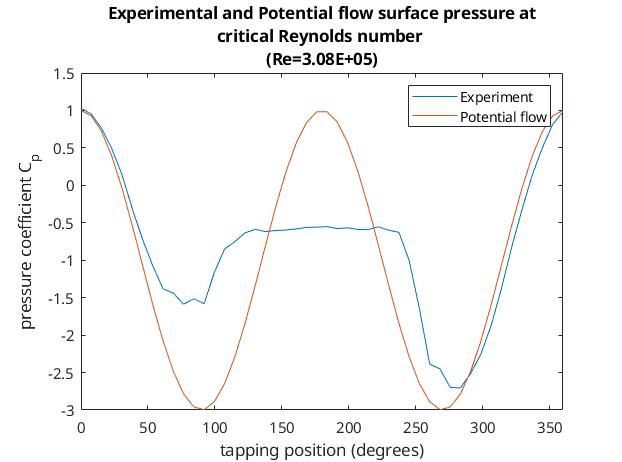 Experimental and Potential flow surface pressure at
critical Reynolds number
(Re=3.08E+05)
1.5
1
0.5
0
-0.5
-1
-1.5
-2
-2.5
-3
pressure coefficient Cp
Experiment
Potential flow
0 50 100 150 200 250 300 350
tapping position (degrees)